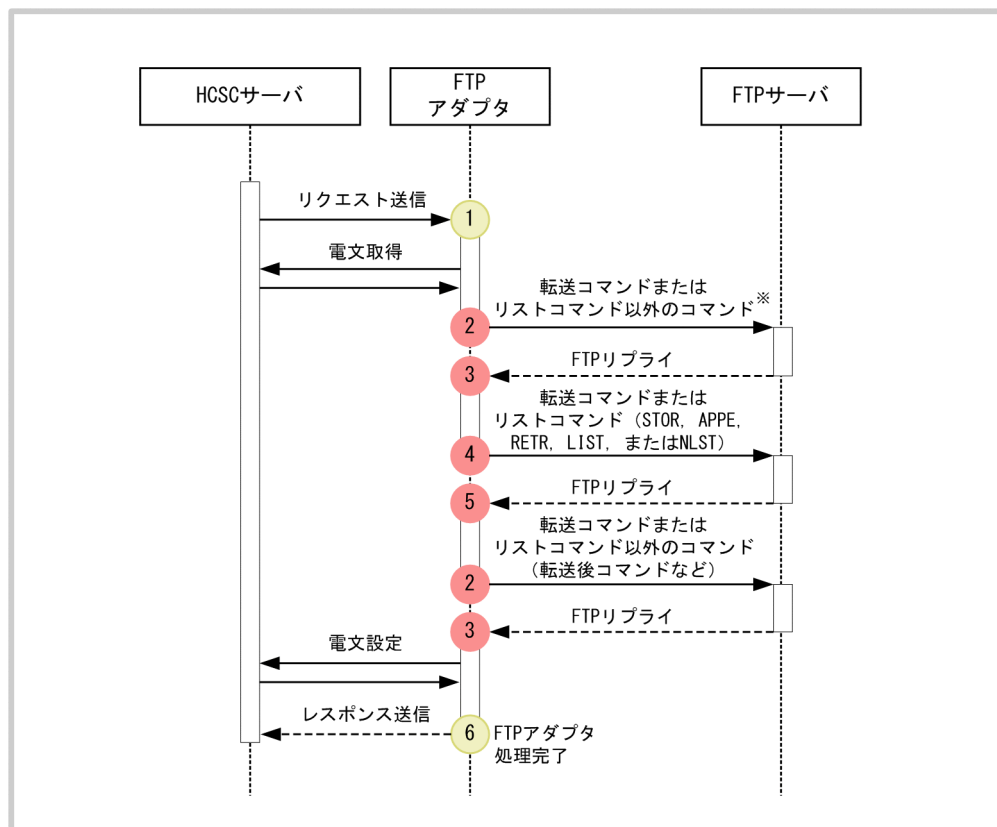 HCSCサーバ
FTP
アダプタ
FTPサーバ
リクエスト送信
1
電文取得
転送コマンドまたは
リストコマンド以外のコマンド※
2
FTPリプライ
3
転送コマンドまたは
リストコマンド（STOR, APPE,
RETR, LIST, またはNLST）
4
FTPリプライ
5
転送コマンドまたは
リストコマンド以外のコマンド
（転送後コマンドなど）
2
FTPリプライ
3
電文設定
レスポンス送信
6
FTPアダプタ
処理完了